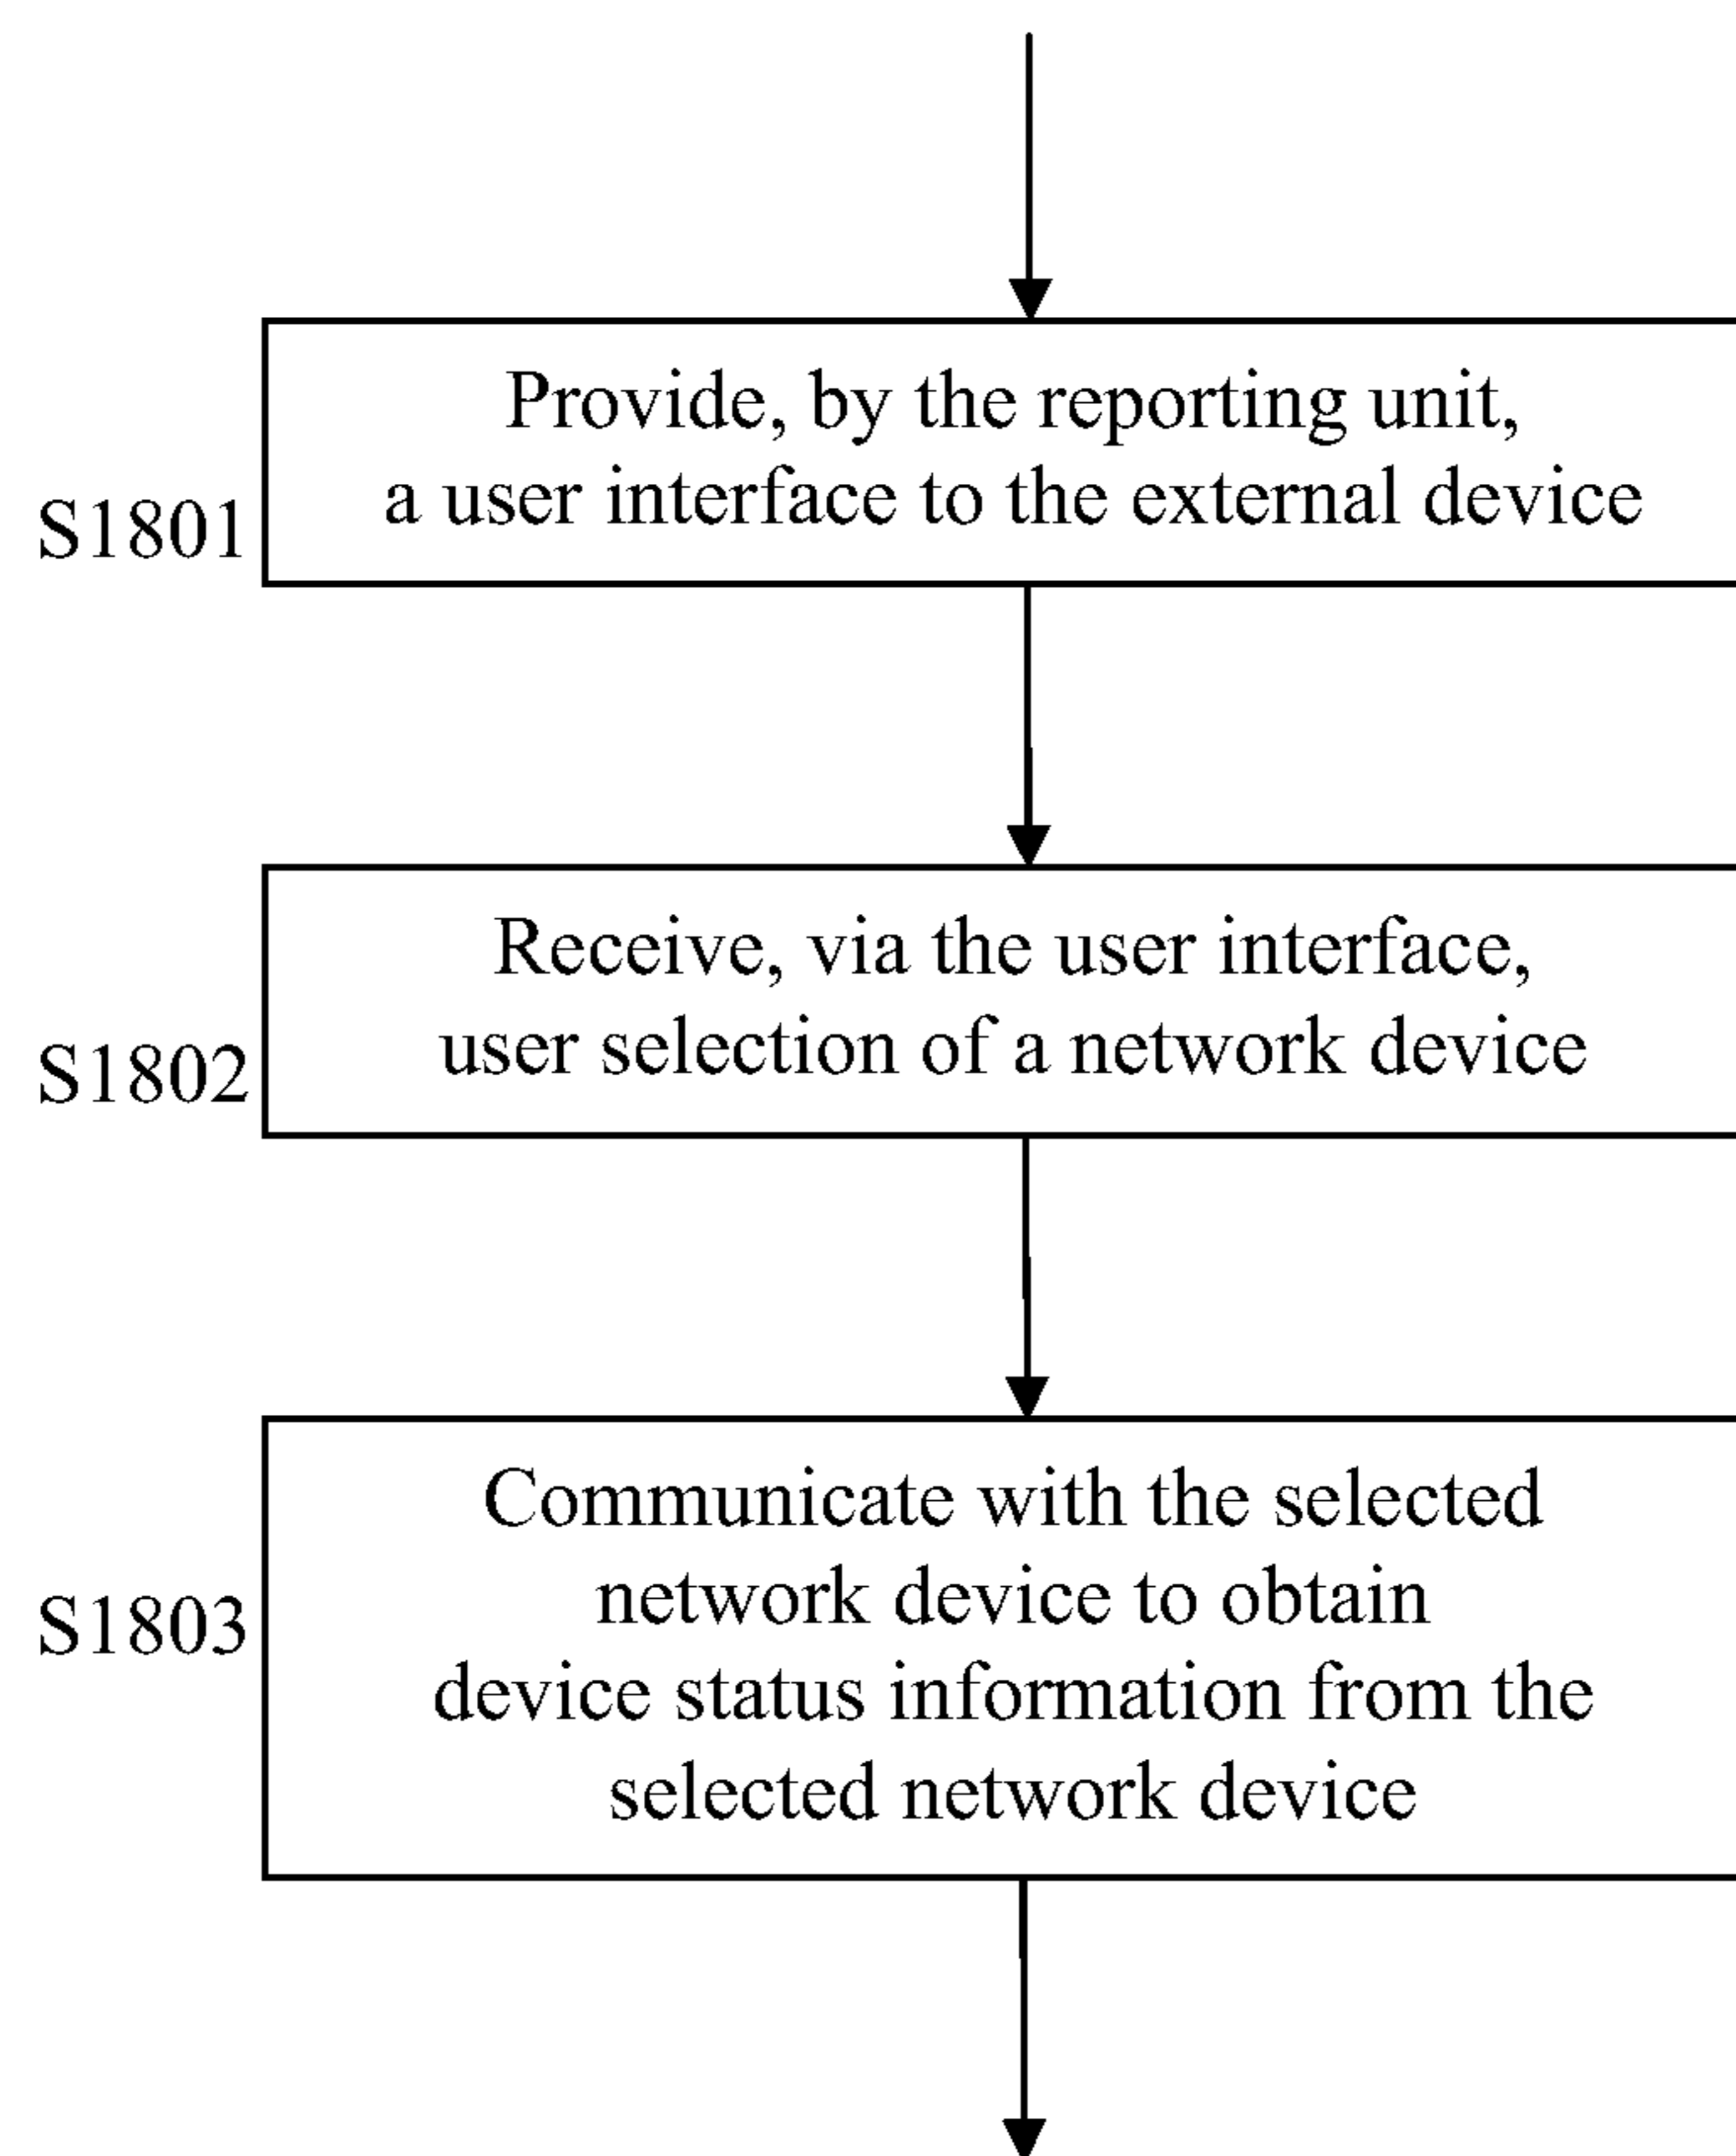 Provide, by the reporting unit,
a user interface to the external device
S1801
Receive, via the user interface,
user selection of a network device
S1802
Communicate with the selected
network device to obtain
S1803
device status information from the
selected network device